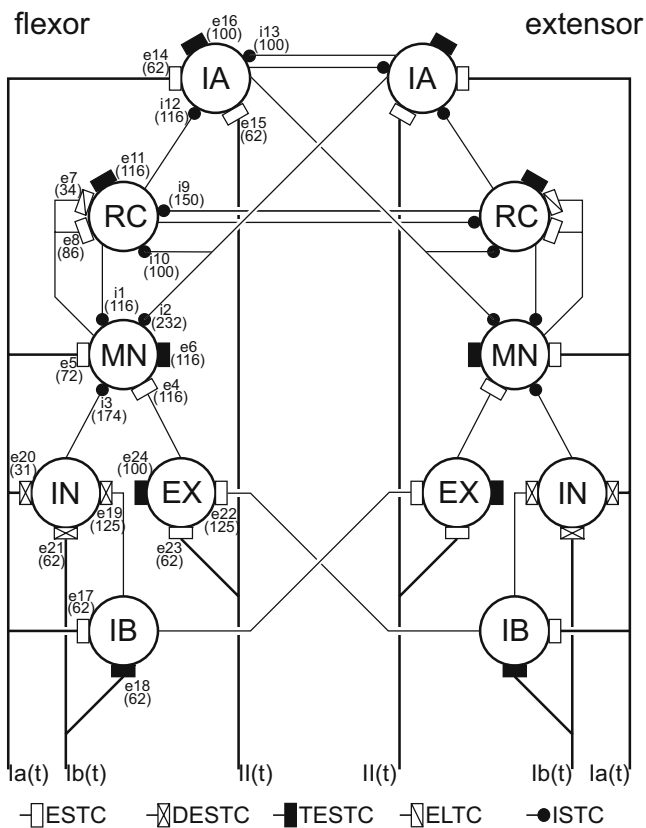 flexor
extensor
e16
(100)
i13
(100)
e14
(62)
IA
IA
i12
(116)
e15
(62)
e11
(116)
e7
(34)
i9
(150)
RC
RC
e8
(86)
i10
(100)
i1
(116)
i2
(232)
MN
MN
e6
(116)
e5
(72)
e4
(116)
i3
(174)
e20
(31)
e24
(100)
IN
EX
EX
IN
e19
(125)
e22
(125)
e21
(62)
e23
(62)
e17
(62)
IB
IB
e18
(62)
Ia(t) Ib(t) II(t) II(t) Ib(t) Ia(t)
ESTC DESTC TESTC ELTC ISTC